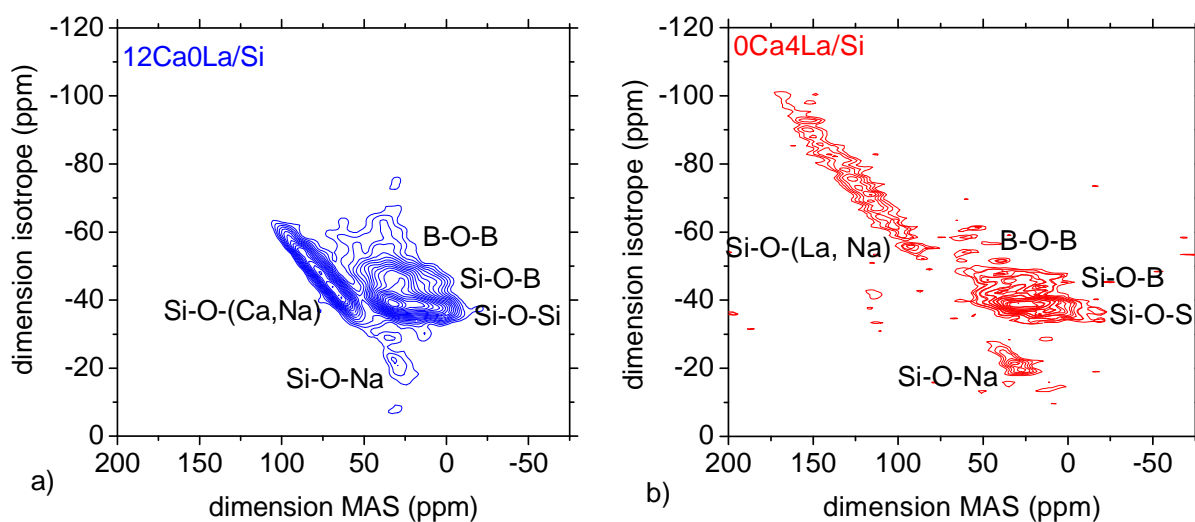 -120
-100
-80
-60
-40
-20
0
dimension isotrope (ppm)
12Ca0La/Si
B-O-B
Si-O-B
Si-O-(Ca,Na)
Si-O-Si
Si-O-Na
200 150 100 50 0 -50
a)
dimension MAS (ppm)
-120
-100
-80
-60
-40
-20
0
dimension isotrope (ppm)
0Ca4La/Si
B-O-B
Si-O-(La, Na)
Si-O-B
Si-O-S
Si-O-Na
200 150 100 50 0 -50
b)
dimension MAS (ppm)